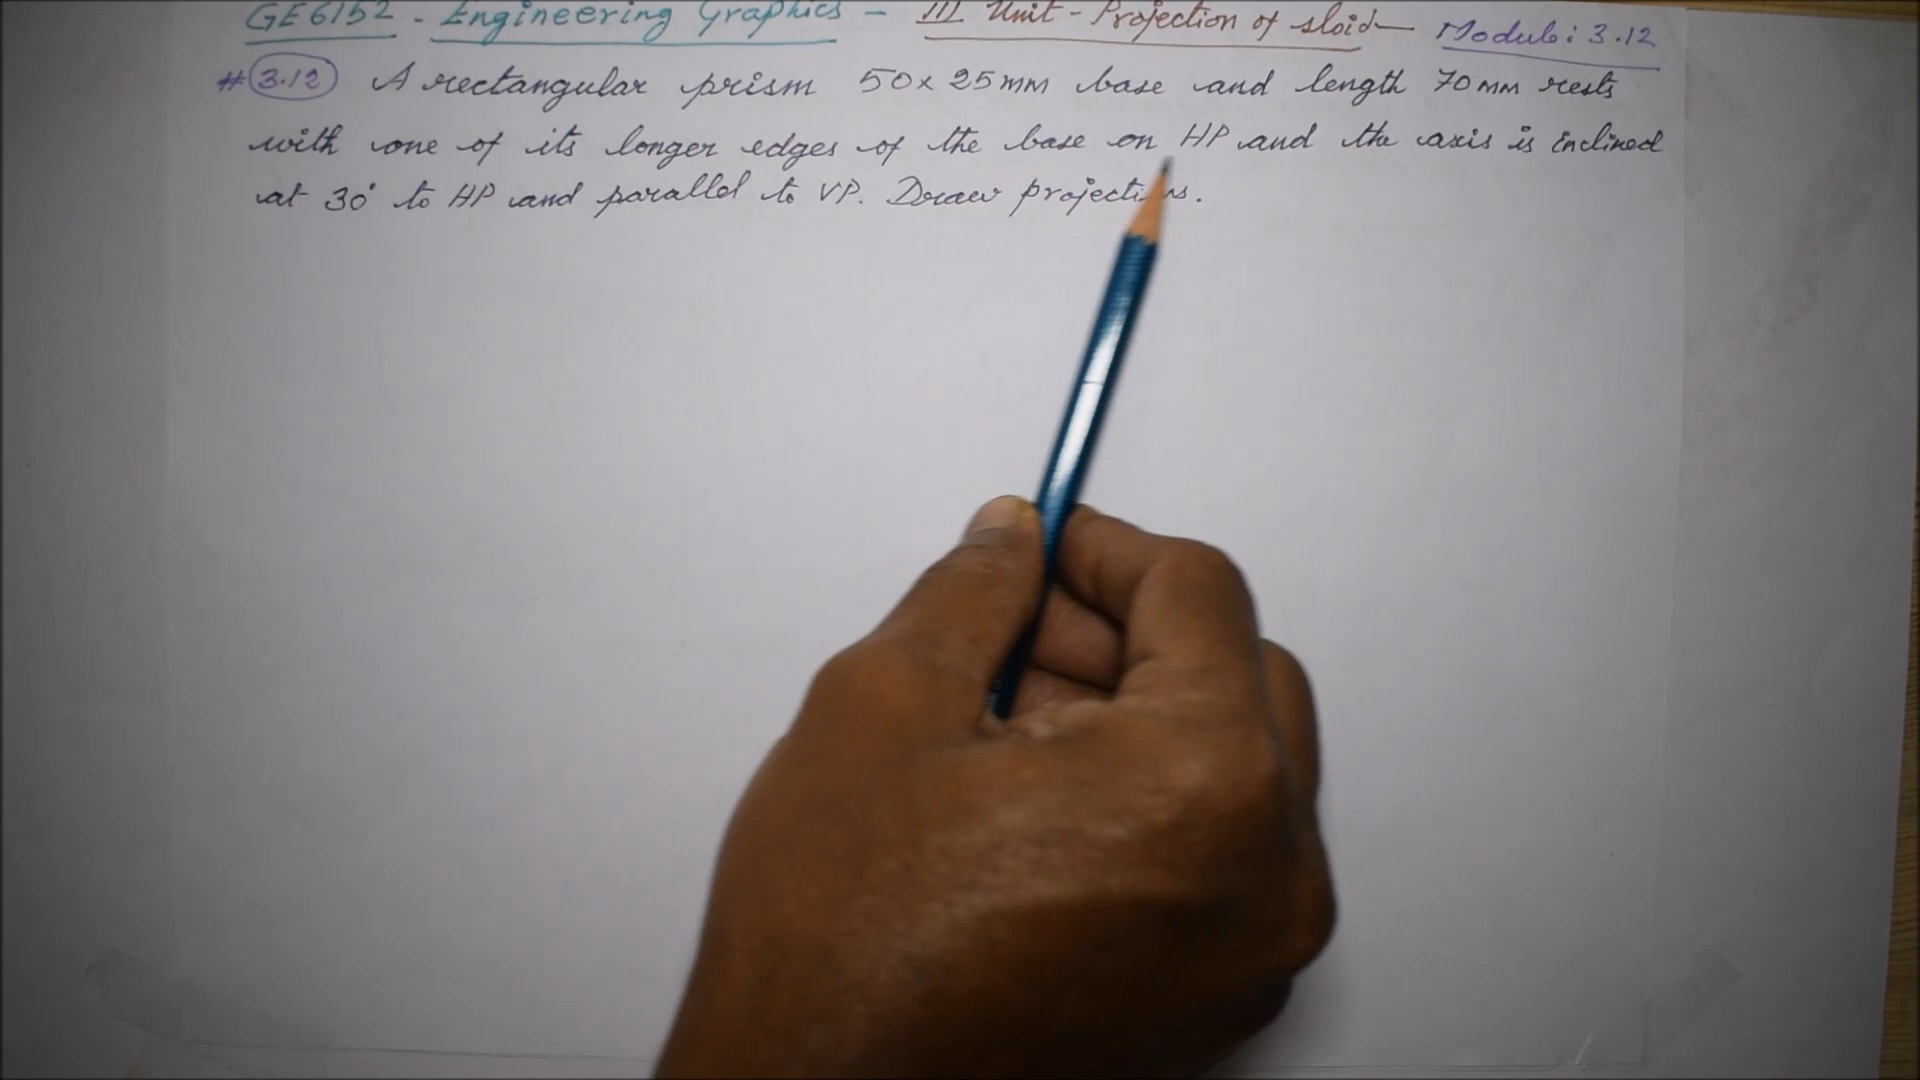 GE6152 - Engineering Graphics - III Unit - Projection of sloid Module: 3.12
# 3.12 A rectangular prism 50x25mm base and length 70mm rests
with one of its longer edges of the base on HP and the axis is inclined
at 30° to HP and parallel to VP. Draw projections.